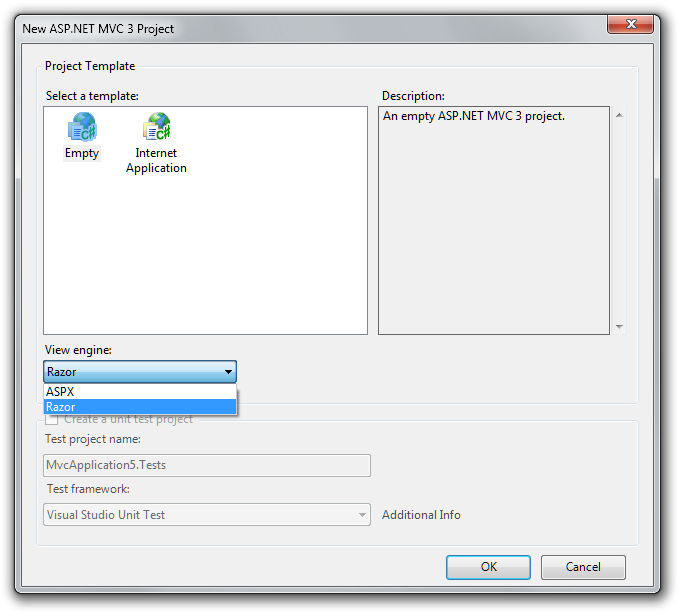 New ASP.NET MVC 3 Project
Project Template
Select a template:
Description:
Empty
Internet
Application
An empty ASP.NET MVC 3 project.
View engine:
Razor
ASPX
Razor
Create a unit test project
Test project name:
MvcApplication5.Tests
Test framework:
Visual Studio Unit Test
Additional Info
OK
Cancel